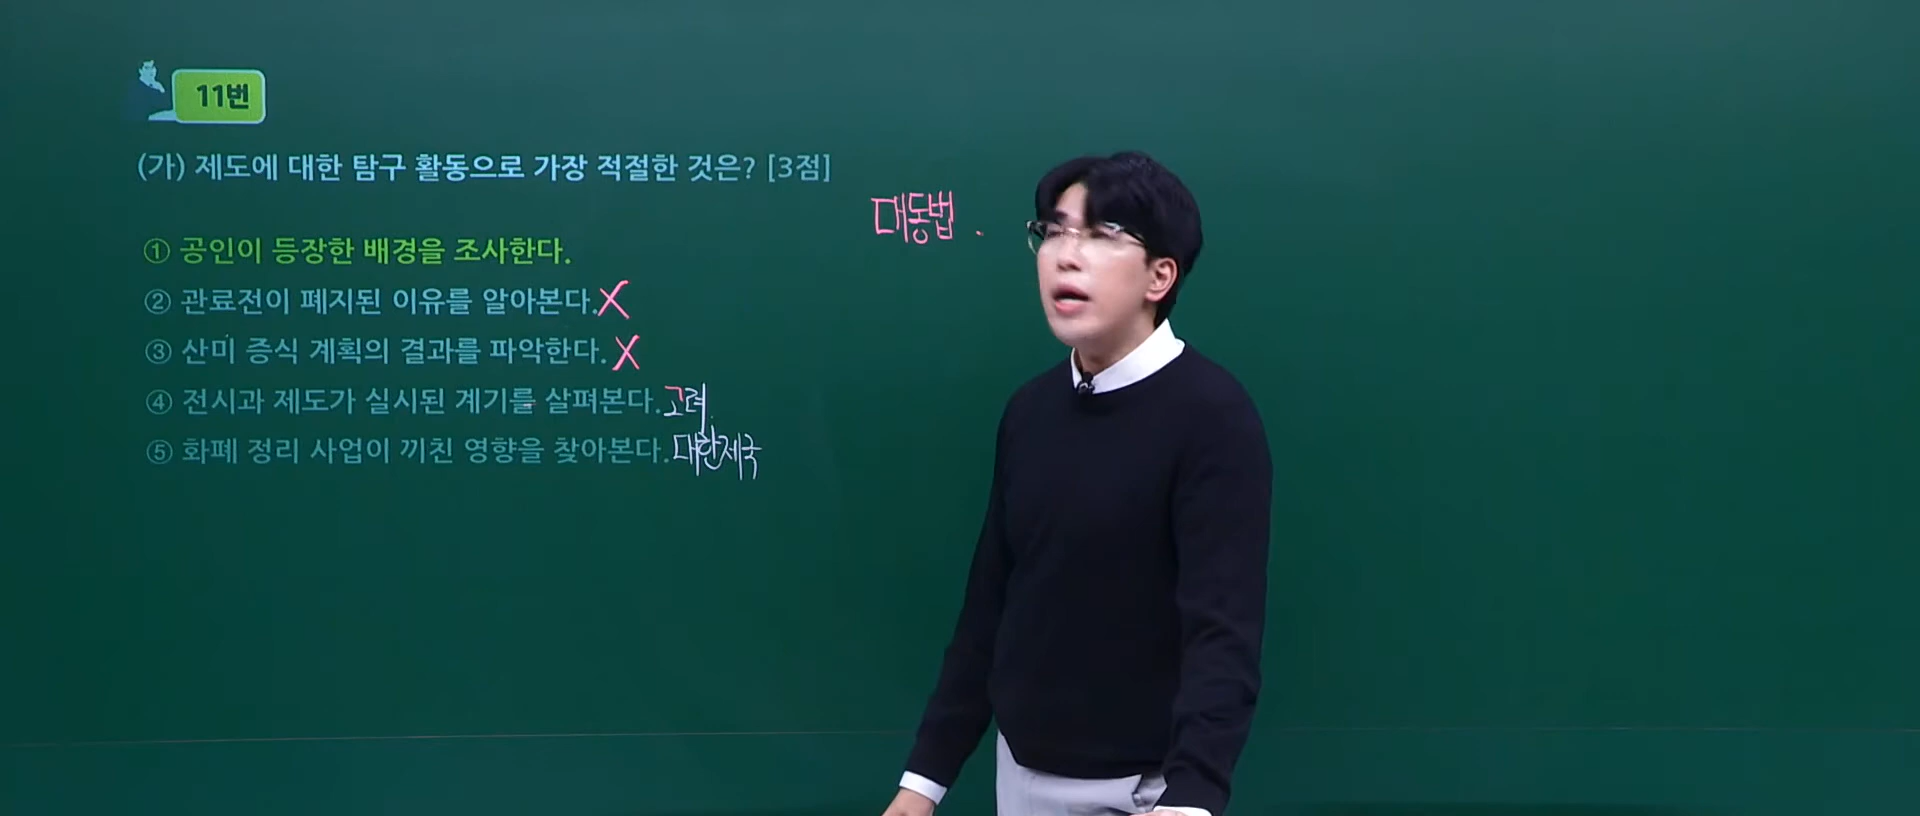 11번
(가) 제도에 대한 탐구 활동으로 가장 적절한 것은? [3점]
대동법 .
① 공인이 등장한 배경을 조사한다.
② 관료전이 폐지된 이유를 알아본다. X
③ 산미 증식 계획의 결과를 파악한다. X
④ 전시과 제도가 실시된 계기를 살펴본다. 고려.
⑤ 화폐 정리 사업이 끼친 영향을 찾아본다. 대한제국